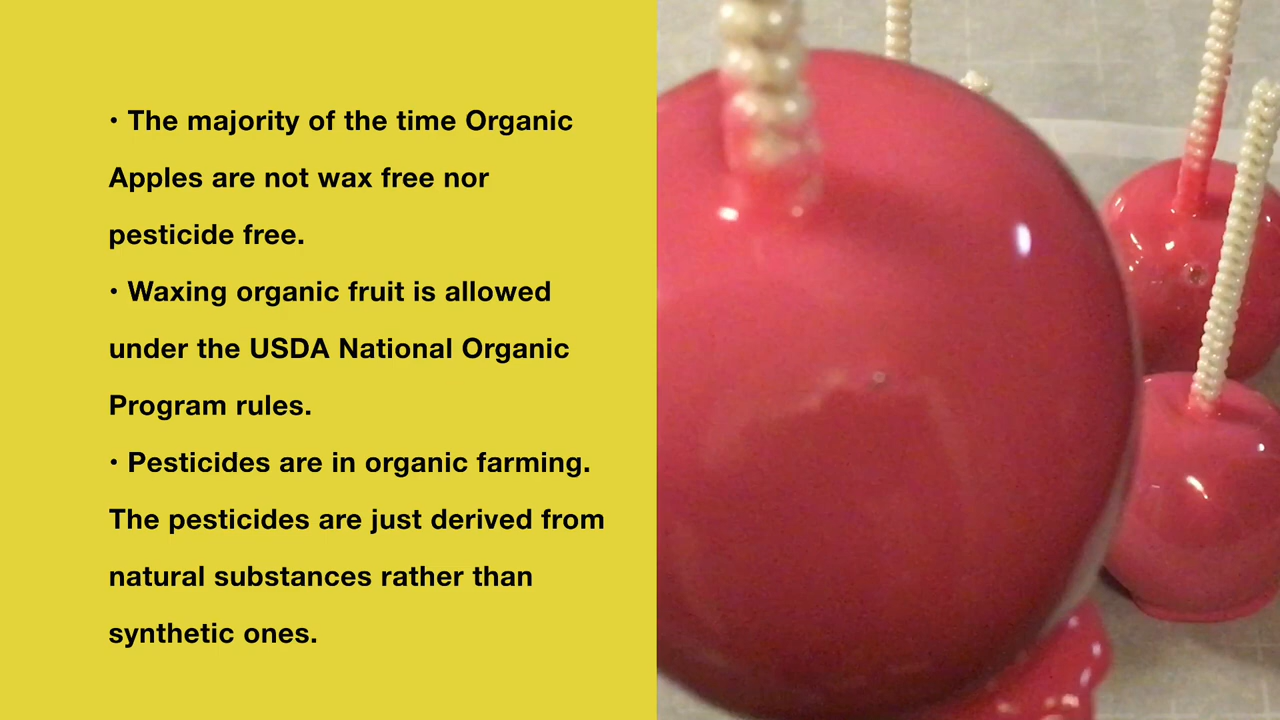 · The majority of the time Organic
Apples are not wax free nor
pesticide free.
· Waxing organic fruit is allowed
under the USDA National Organic
Program rules.
· Pesticides are in organic farming.
The pesticides are just derived from
natural substances rather than
synthetic ones.